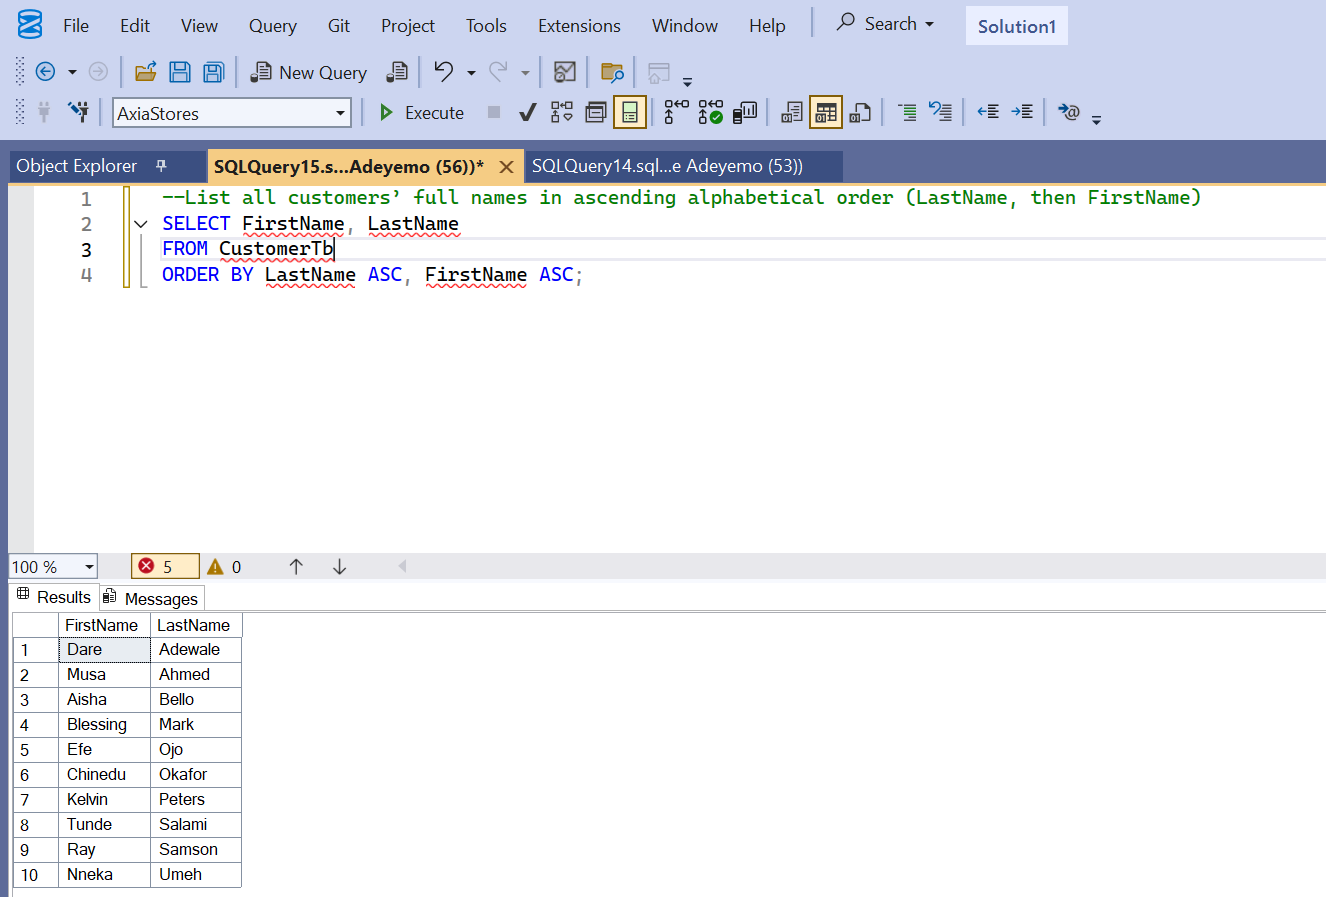 File Edit View Query Git Project Tools Extensions Window Help Search Solution1
New Query
AxiaStores Execute
Object Explorer SQLQuery15.s...Adeyemo (56))* SQLQuery14.sql...e Adeyemo (53))
1 --List all customers’ full names in ascending alphabetical order (LastName, then FirstName)
2 SELECT FirstName, LastName
3 FROM CustomerTb
4 ORDER BY LastName ASC, FirstName ASC;
100 % 5 0
Results Messages
FirstName LastName
1 Dare Adewale
2 Musa Ahmed
3 Aisha Bello
4 Blessing Mark
5 Efe Ojo
6 Chinedu Okafor
7 Kelvin Peters
8 Tunde Salami
9 Ray Samson
10 Nneka Umeh